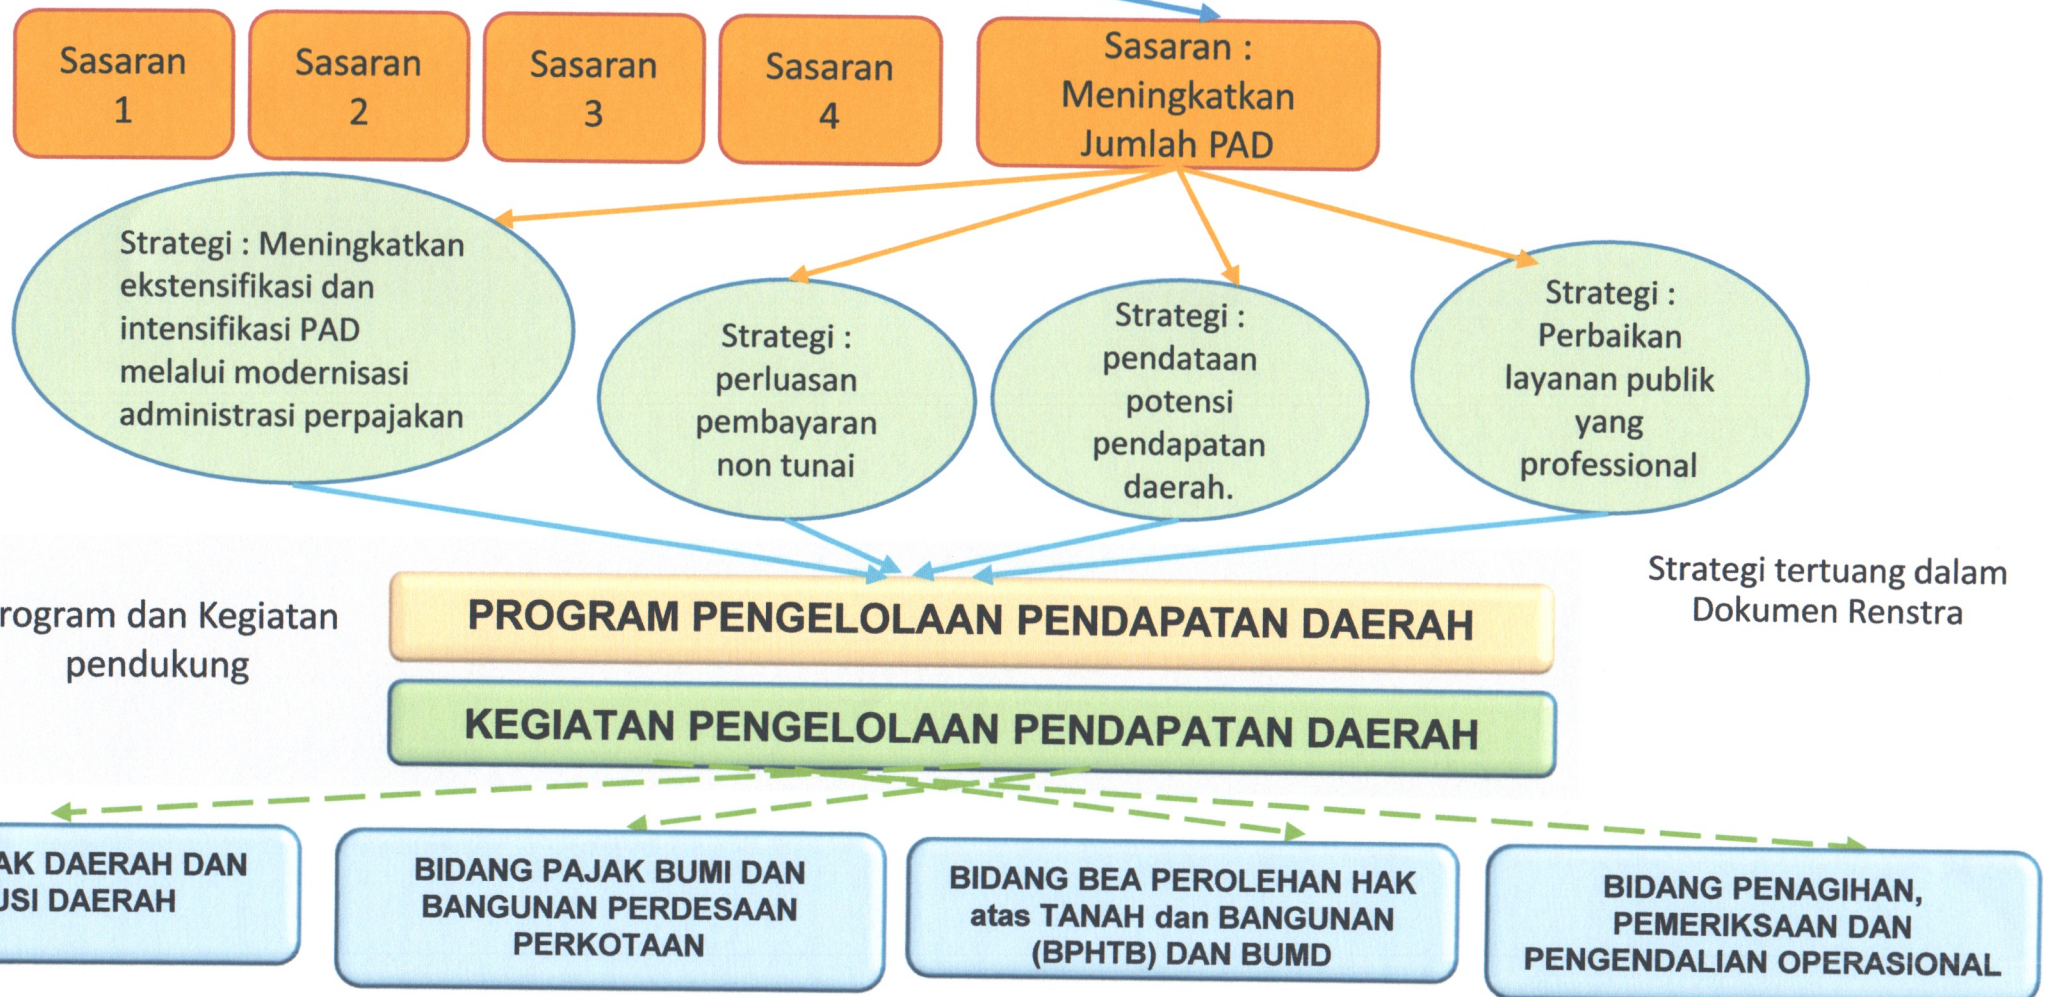 Sasaran
1
Sasaran
2
Sasaran
3
Sasaran
4
Sasaran :
Meningkatkan
Jumlah PAD
Strategi : Meningkatkan
ekstensifikasi dan
intensifikasi PAD
melalui modernisasi
administrasi perpajakan
Strategi :
perluasan
pembayaran
non tunai
Strategi :
pendataan
potensi
pendapatan
daerah.
Strategi :
Perbaikan
layanan publik
yang
professional
rogram dan Kegiatan
pendukung
PROGRAM PENGELOLAAN PENDAPATAN DAERAH
KEGIATAN PENGELOLAAN PENDAPATAN DAERAH
Strategi tertuang dalam
Dokumen Renstra
AK DAERAH DAN
USI DAERAH
BIDANG PAJAK BUMI DAN
BANGUNAN PERDESAAN
PERKOTAAN
BIDANG BEA PEROLEHAN HAK
atas TANAH dan BANGUNAN
(BPHTB) DAN BUMD
BIDANG PENAGIHAN,
PEMERIKSAAN DAN
PENGENDALIAN OPERASIONAL